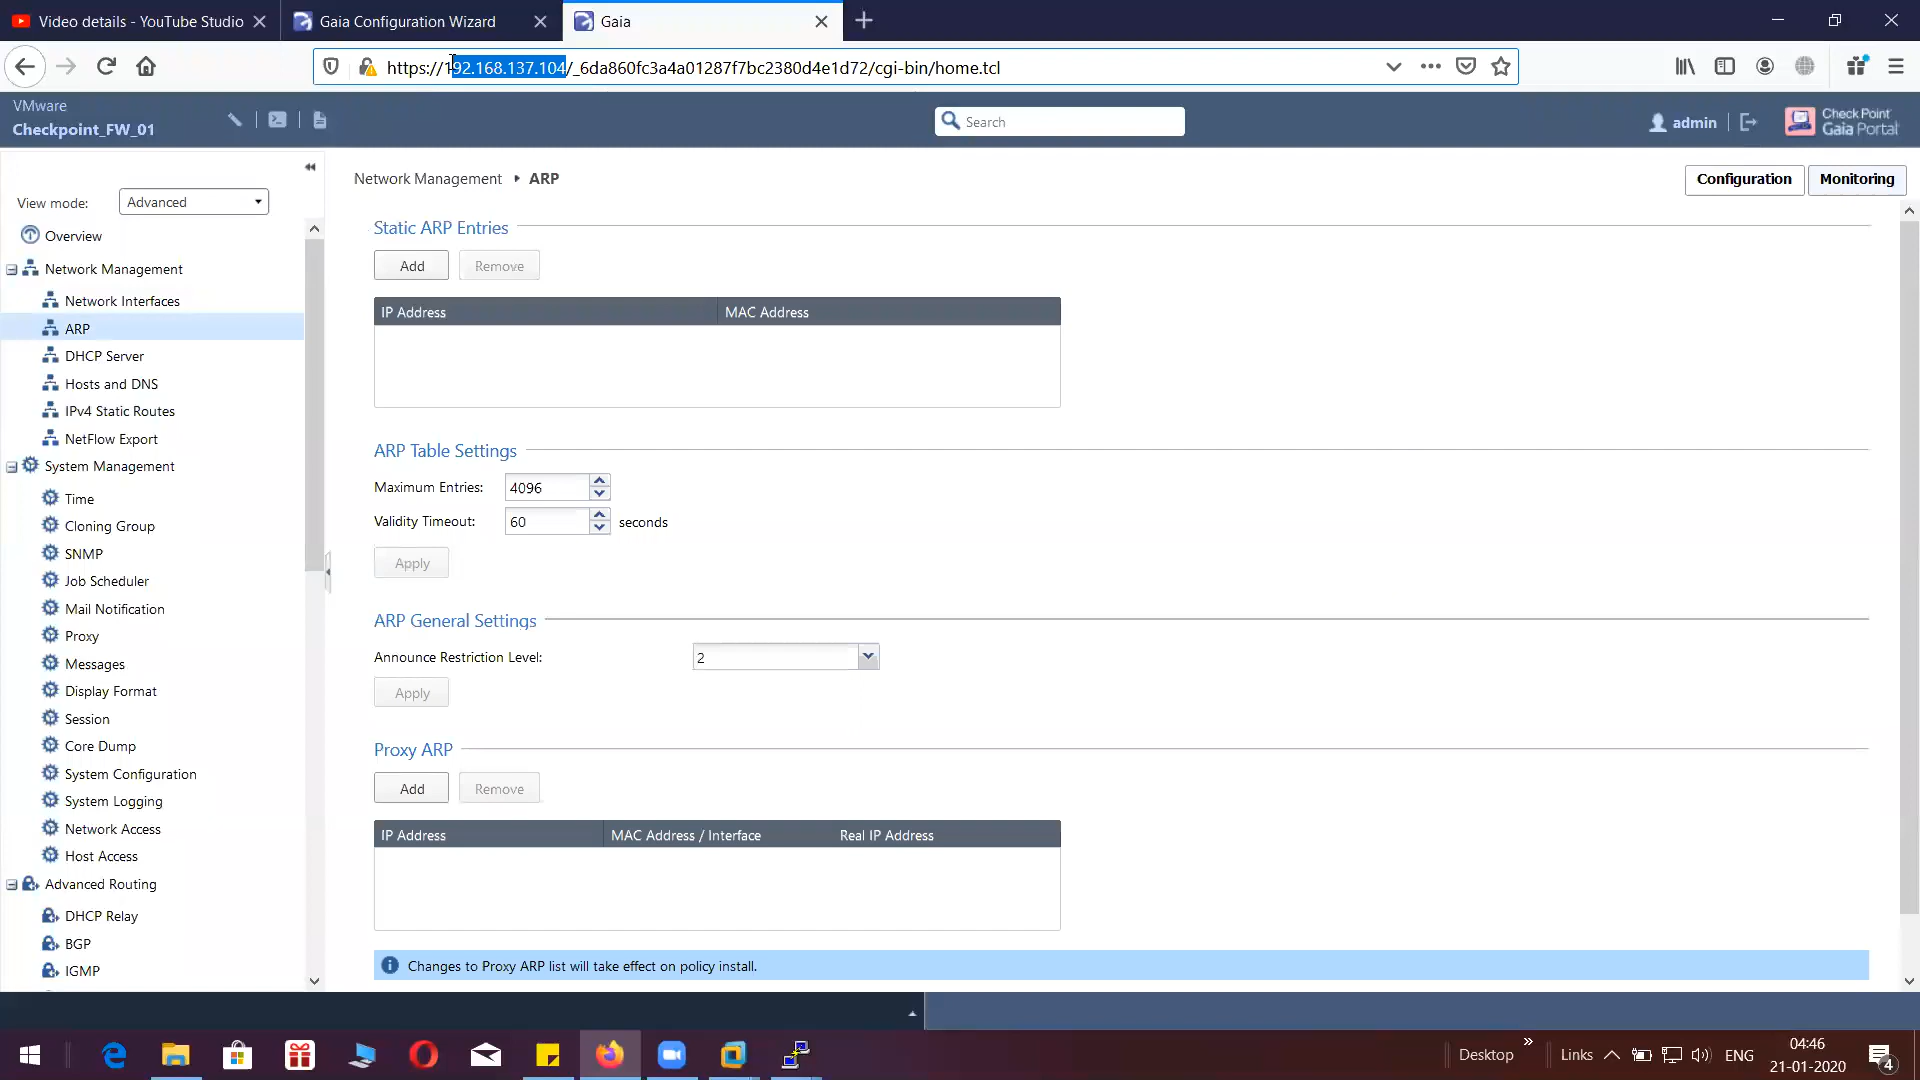 Video details - YouTube Studio
Gaia Configuration Wizard
Gaia
https://192.168.137.104/_6da860fc3a4a01287f7bc2380d4e1d72/cgi-bin/home.tcl
VMware
Checkpoint_FW_01
Search
admin
Check Point
Gaia Portal
View mode:
Advanced
Overview
Network Management
Network Interfaces
ARP
DHCP Server
Hosts and DNS
IPv4 Static Routes
NetFlow Export
System Management
Time
Cloning Group
SNMP
Job Scheduler
Mail Notification
Proxy
Messages
Display Format
Session
Core Dump
System Configuration
System Logging
Network Access
Host Access
Advanced Routing
DHCP Relay
BGP
IGMP
Network Management ARP
Configuration
Monitoring
Static ARP Entries
Add
Remove
IP Address
MAC Address
ARP Table Settings
Maximum Entries:
4096
Validity Timeout:
60
seconds
Apply
ARP General Settings
Announce Restriction Level:
2
Apply
Proxy ARP
Add
Remove
IP Address
MAC Address / Interface
Real IP Address
Changes to Proxy ARP list will take effect on policy install.
Desktop
Links
ENG
04:46
21-01-2020
4